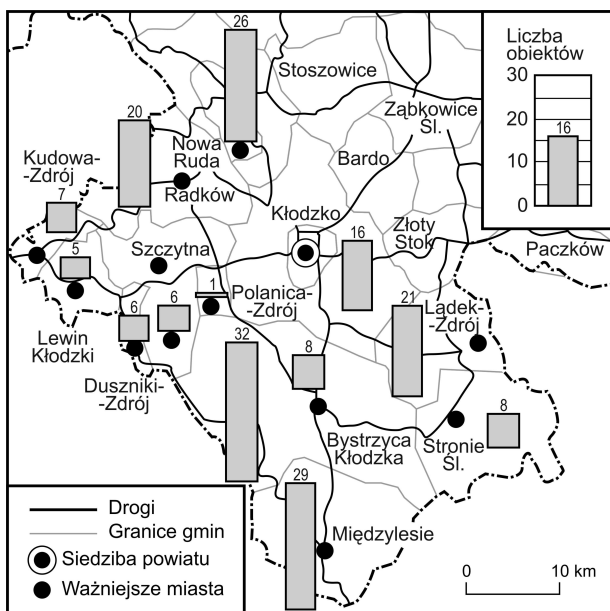 26
Stoszowice
20
Nowa
Ruda
Ząbkowice
Śl.
Bardo
Kudowa-
-Zdrój
7
Radków
Kłodzko
Szczytna
5
16
Złoty
Stok
Paczków
1
Polanica-
-Zdrój
6
6
21
Lądek-
-Zdrój
Lewin
Kłodzki
32
8
Duszniki-
-Zdrój
8
Bystrzyca
Kłodzka
Stronie
Śl.
29
Międzylesie
Liczba
obiektów
30
20
16
10
0
Drogi
Granice gmin
Siedziba powiatu
Ważniejsze miasta
0 10 km